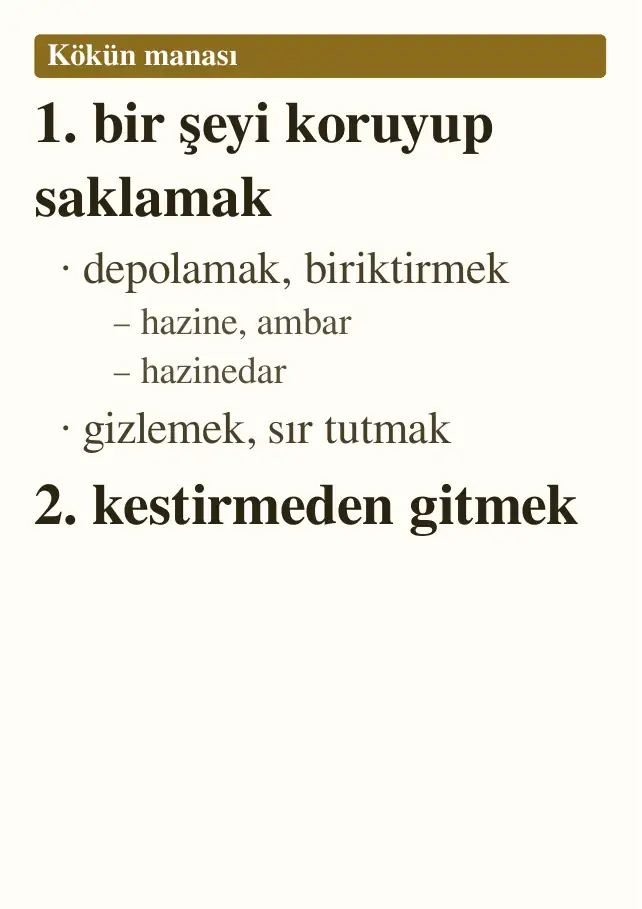 Kökün manası
1. bir şeyi koruyup
saklamak
· depolamak, biriktirmek
– hazine, ambar
– hazinedar
· gizlemek, sır tutmak
2. kestirmeden gitmek